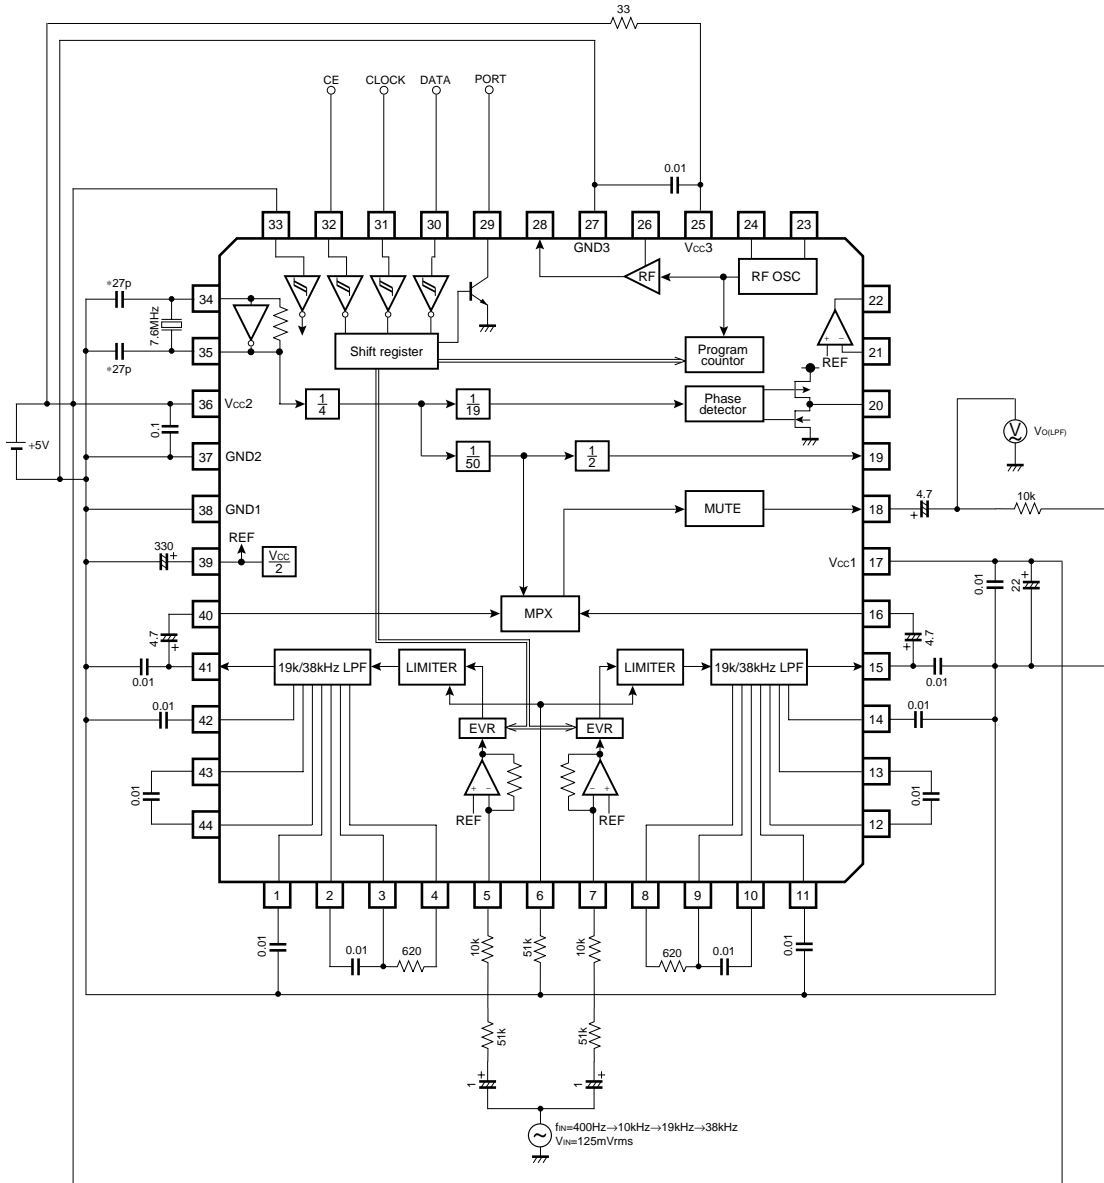 33
CE
CLOCK
DATA
PORT
0.01
33
32
31
30
29
28
27
26
25
24
23
GND3
VCC3
*27p
34
7.6MHz
35
*27p
RF
RF OSC
22
REF
21
Shift register
Program countor
36
VCC2
1/4
1/19
Phase detector
20
+5V
0.1
37
GND2
1/50
1/2
19
VO(LPF)
V
38
GND1
MUTE
18
4.7
+
10k
REF
330
+
39
VCC/2
VCC1
17
0.01
22
+
40
MPX
16
4.7
+
4.7
+
41
19k/38kHz LPF
LIMITER
LIMITER
19k/38kHz LPF
15
0.01
0.01
0.01
42
EVR
EVR
14
0.01
43
+
−
−
+
13
0.01
0.01
44
REF
REF
12
1
2
3
4
5
6
7
8
9
10
11
0.01
0.01
620
10k
51k
10k
620
0.01
0.01
51k
51k
1
+
1
+
fIN=400Hz→10kHz→19kHz→38kHz
VIN=125mVrms